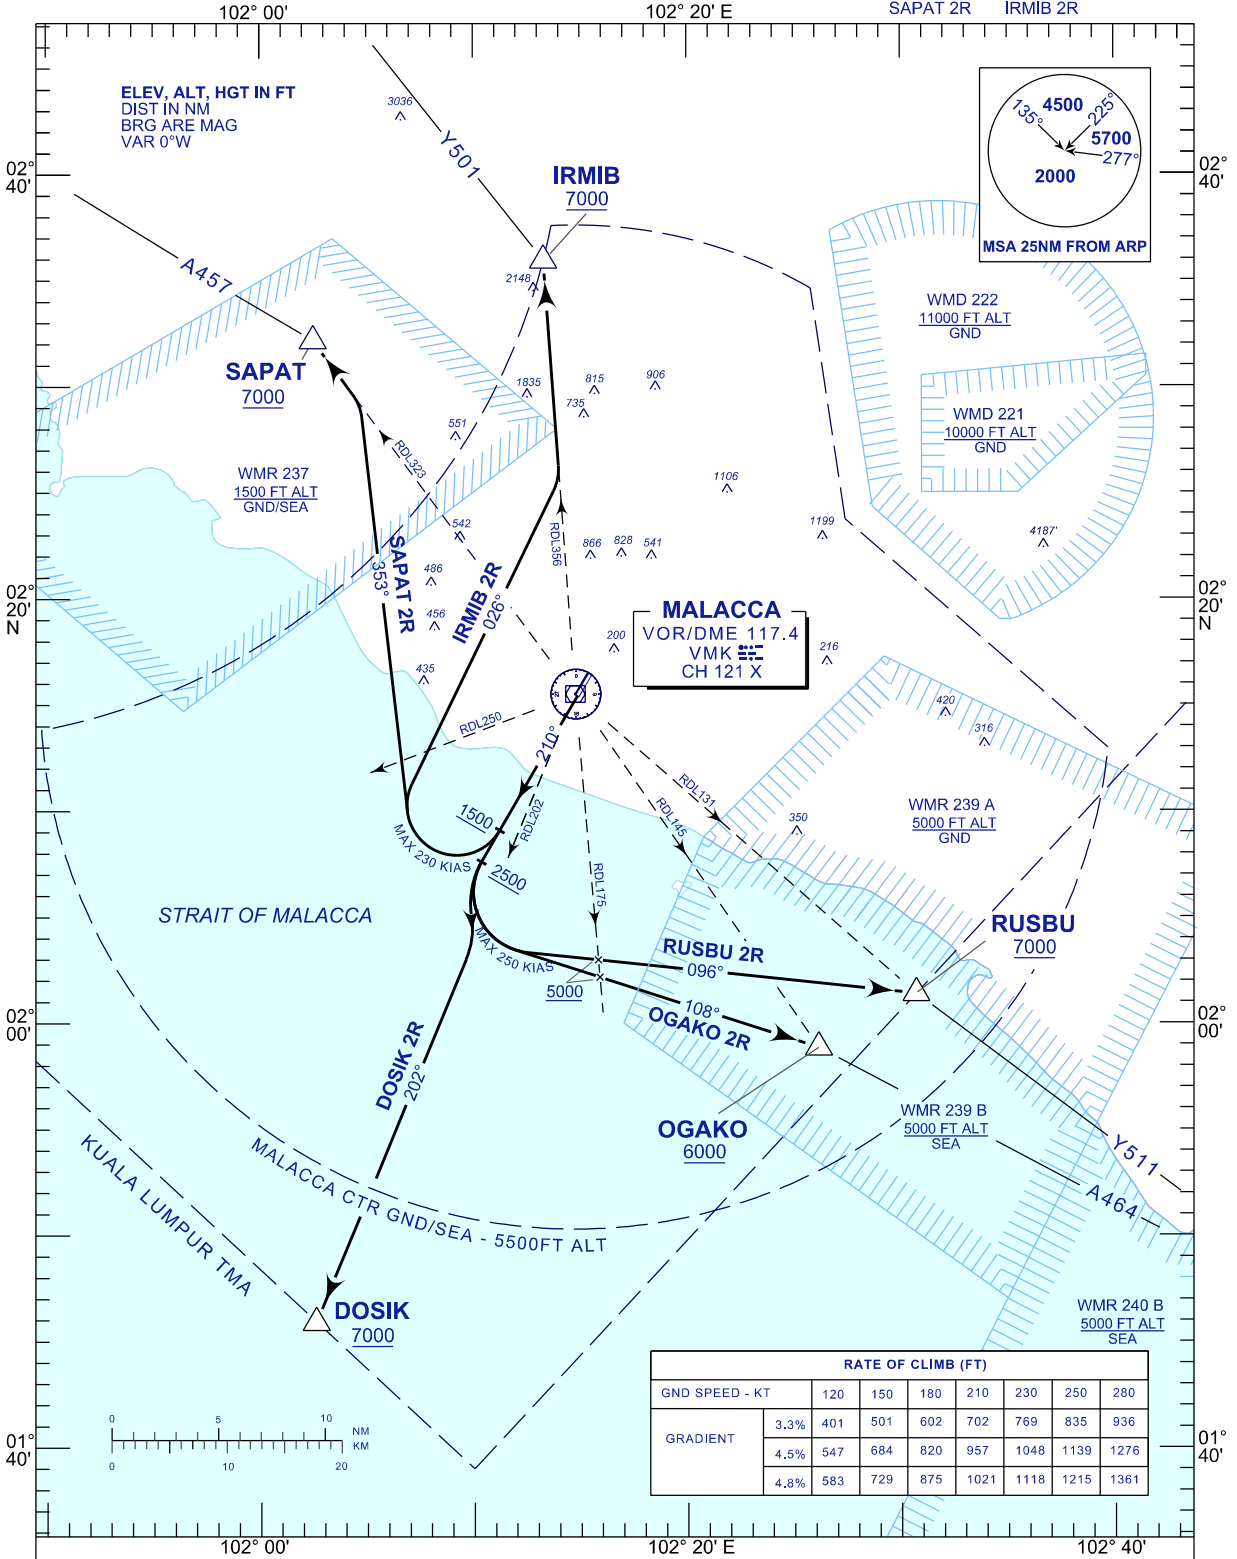 SAPAT 2R IRMIB 2R
102° 00'
102° 20' E
ELEV, ALT, HGT IN FT
DIST IN NM
BRG ARE MAG
VAR 0°W
3036
Y501
IRMIB
7000
135°
4500
225°
5700
277°
2000
MSA 25NM FROM ARP
02°
40'
02°
40'
A457
2148
SAPAT
7000
WMD 222
11000 FT ALT
GND
1835
815
906
735
551
WMD 221
10000 FT ALT
GND
RDL323
WMR 237
1500 FT ALT
GND/SEA
1106
1199
4187'
542
RDL356
866
828
541
486
456
435
SAPAT 2R
353°
IRMIB 2R
026°
02°
20'
N
02°
20'
N
MALACCA
VOR/DME 117.4
VMK
CH 121 X
200
216
420
316
RDL250
210°
RDL202
RDL175
RDL145
RDL131
350
WMR 239 A
5000 FT ALT
GND
1500
MAX 230 KIAS
2500
STRAIT OF MALACCA
MAX 250 KIAS
RUSBU 2R
096°
RUSBU
7000
5000
108°
OGAKO 2R
02°
00'
02°
00'
DOSIK 2R
202°
OGAKO
6000
WMR 239 B
5000 FT ALT
SEA
Y511
A464
KUALA LUMPUR TMA
MALACCA CTR GND/SEA - 5500FT ALT
DOSIK
7000
WMR 240 B
5000 FT ALT
SEA
RATE OF CLIMB (FT)
GND SPEED - KT 120 150 180 210 230 250 280
GRADIENT
3.3% 401 501 602 702 769 835 936
4.5% 547 684 820 957 1048 1139 1276
4.8% 583 729 875 1021 1118 1215 1361
0 5 10 NM
KM
0 10 20
01°
40'
01°
40'
102° 00'
102° 20' E
102° 40'